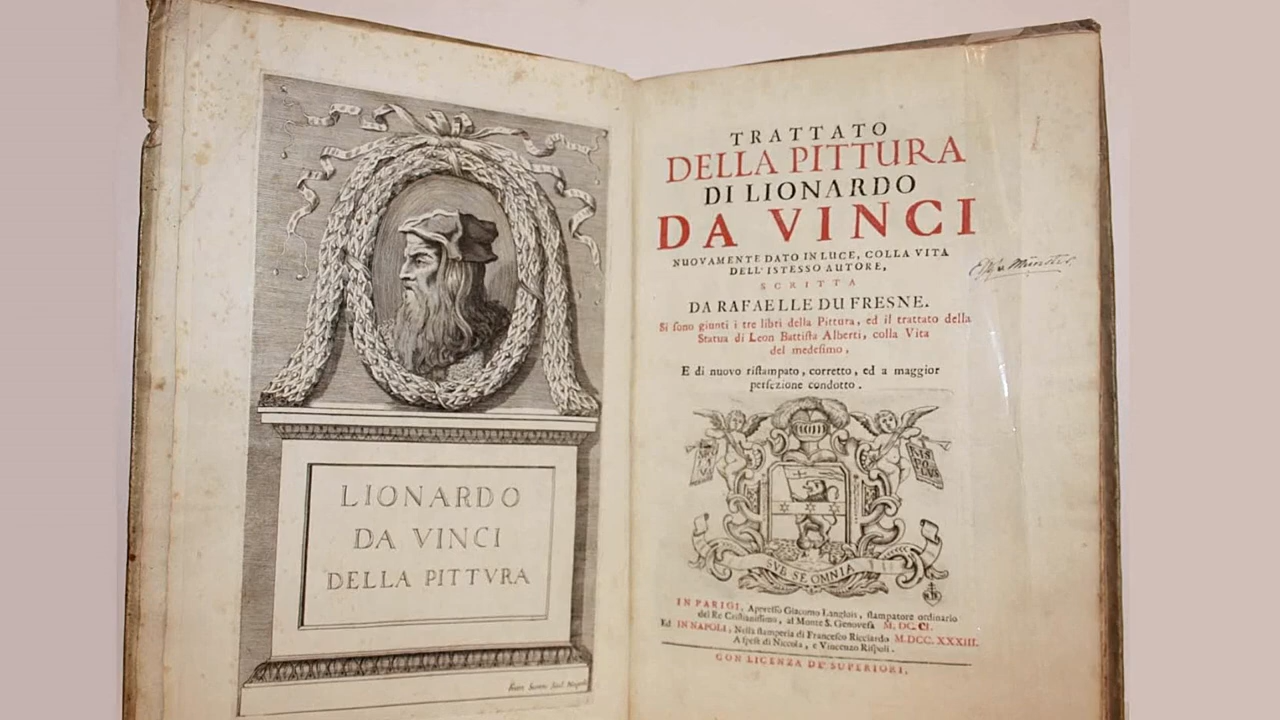 LIONARDO
DA VINCI
DELLA PITTVRA
TRATTATO
DELLA PITTURA
DI LIONARDO
DA VINCI
NUOVAMENTE DATO IN LUCE, COLLA VITA
DELL' ISTESSO AUTORE,
SCRITTA
DA RAFAELLE DU FRESNE.
Si sono giunti i tre libri della Pittura, ed il trattato della
Statua di Leon Battista Alberti, colla Vita
del medesimo,
E di nuovo ristampato, corretto, ed a maggior
perfezione condotto.
SVB SE OMNIA
IN PARIGI, Appresso Giacomo Langlois, stampatore ordinario
del Re Cristianissimo, al Monte S. Genovefa M. DC. CI.
Ed IN NAPOLI, Nella stamperia di Francesco Ricciardo M.DCC.XXXIII.
A spese di Niccola, e Vincenzo Rispoli.
CON LICENZA DE' SUPERIORI.